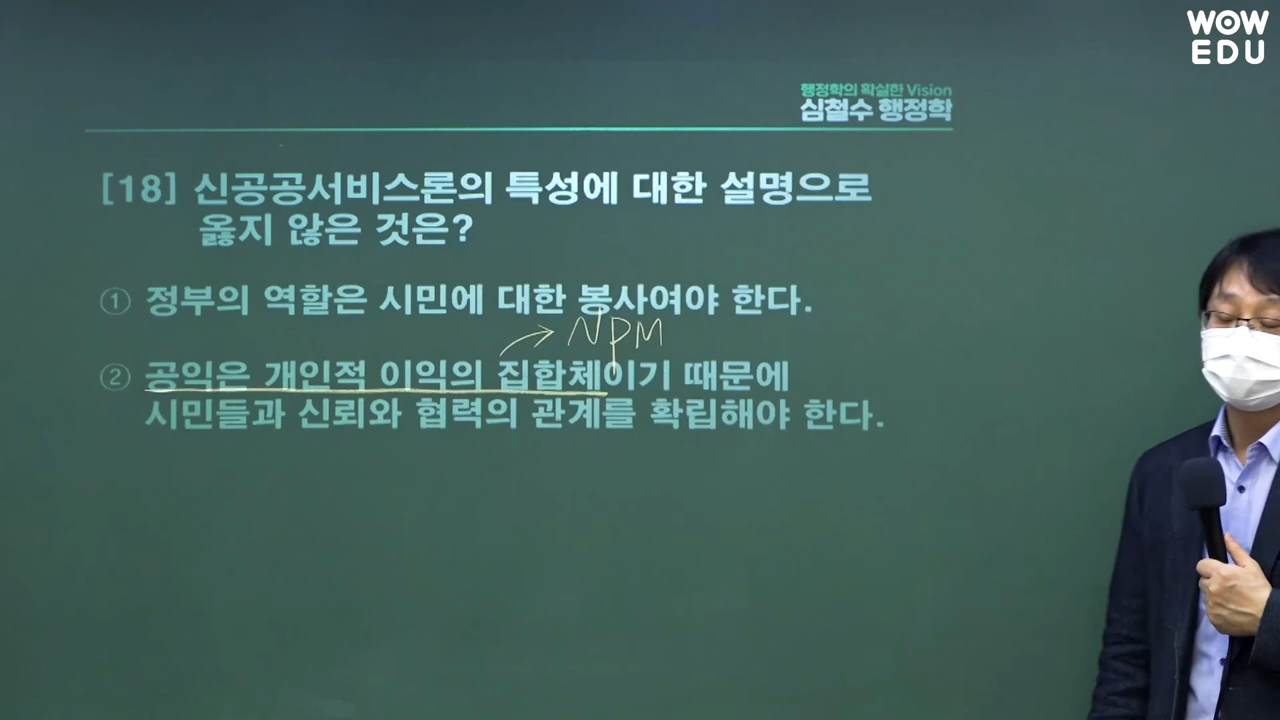 WOW
EDU
행정학의 확실한 Vision
심철수 행정학
[18] 신공공서비스론의 특성에 대한 설명으로
옳지 않은 것은?
① 정부의 역할은 시민에 대한 봉사여야 한다.
NPM
② 공익은 개인적 이익의 집합체이기 때문에
시민들과 신뢰와 협력의 관계를 확립해야 한다.